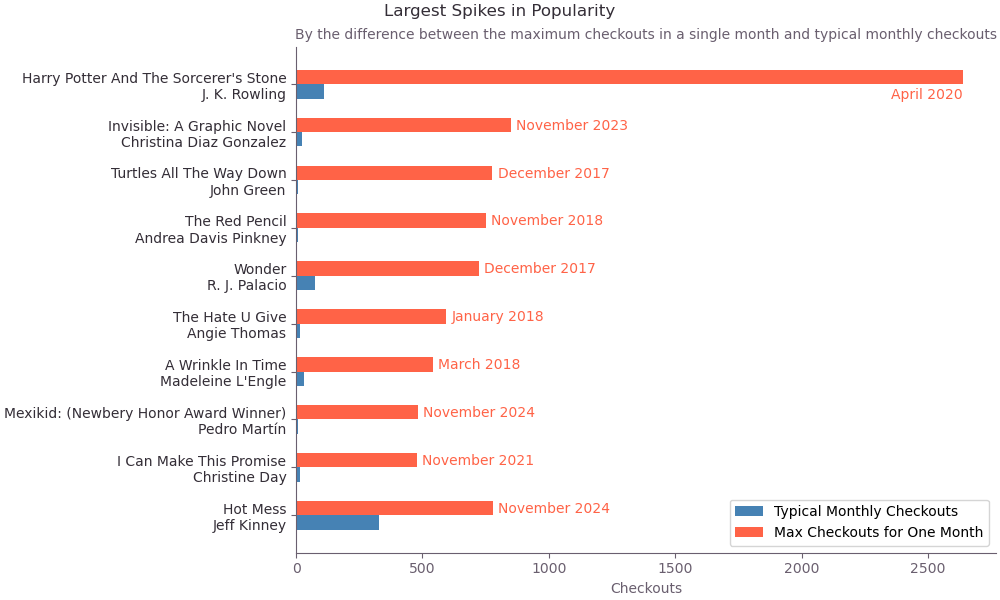 Largest Spikes in Popularity
By the difference between the maximum checkouts in a single month and typical monthly checkouts
Harry Potter And The Sorcerer's Stone
J. K. Rowling
April 2020
Invisible: A Graphic Novel
Christina Diaz Gonzalez
November 2023
Turtles All The Way Down
John Green
December 2017
The Red Pencil
Andrea Davis Pinkney
November 2018
Wonder
R. J. Palacio
December 2017
The Hate U Give
Angie Thomas
January 2018
A Wrinkle In Time
Madeleine L'Engle
March 2018
Mexikid: (Newbery Honor Award Winner)
Pedro Martín
November 2024
I Can Make This Promise
Christine Day
November 2021
Hot Mess
Jeff Kinney
November 2024
Typical Monthly Checkouts
Max Checkouts for One Month
0 500 1000 1500 2000 2500
Checkouts